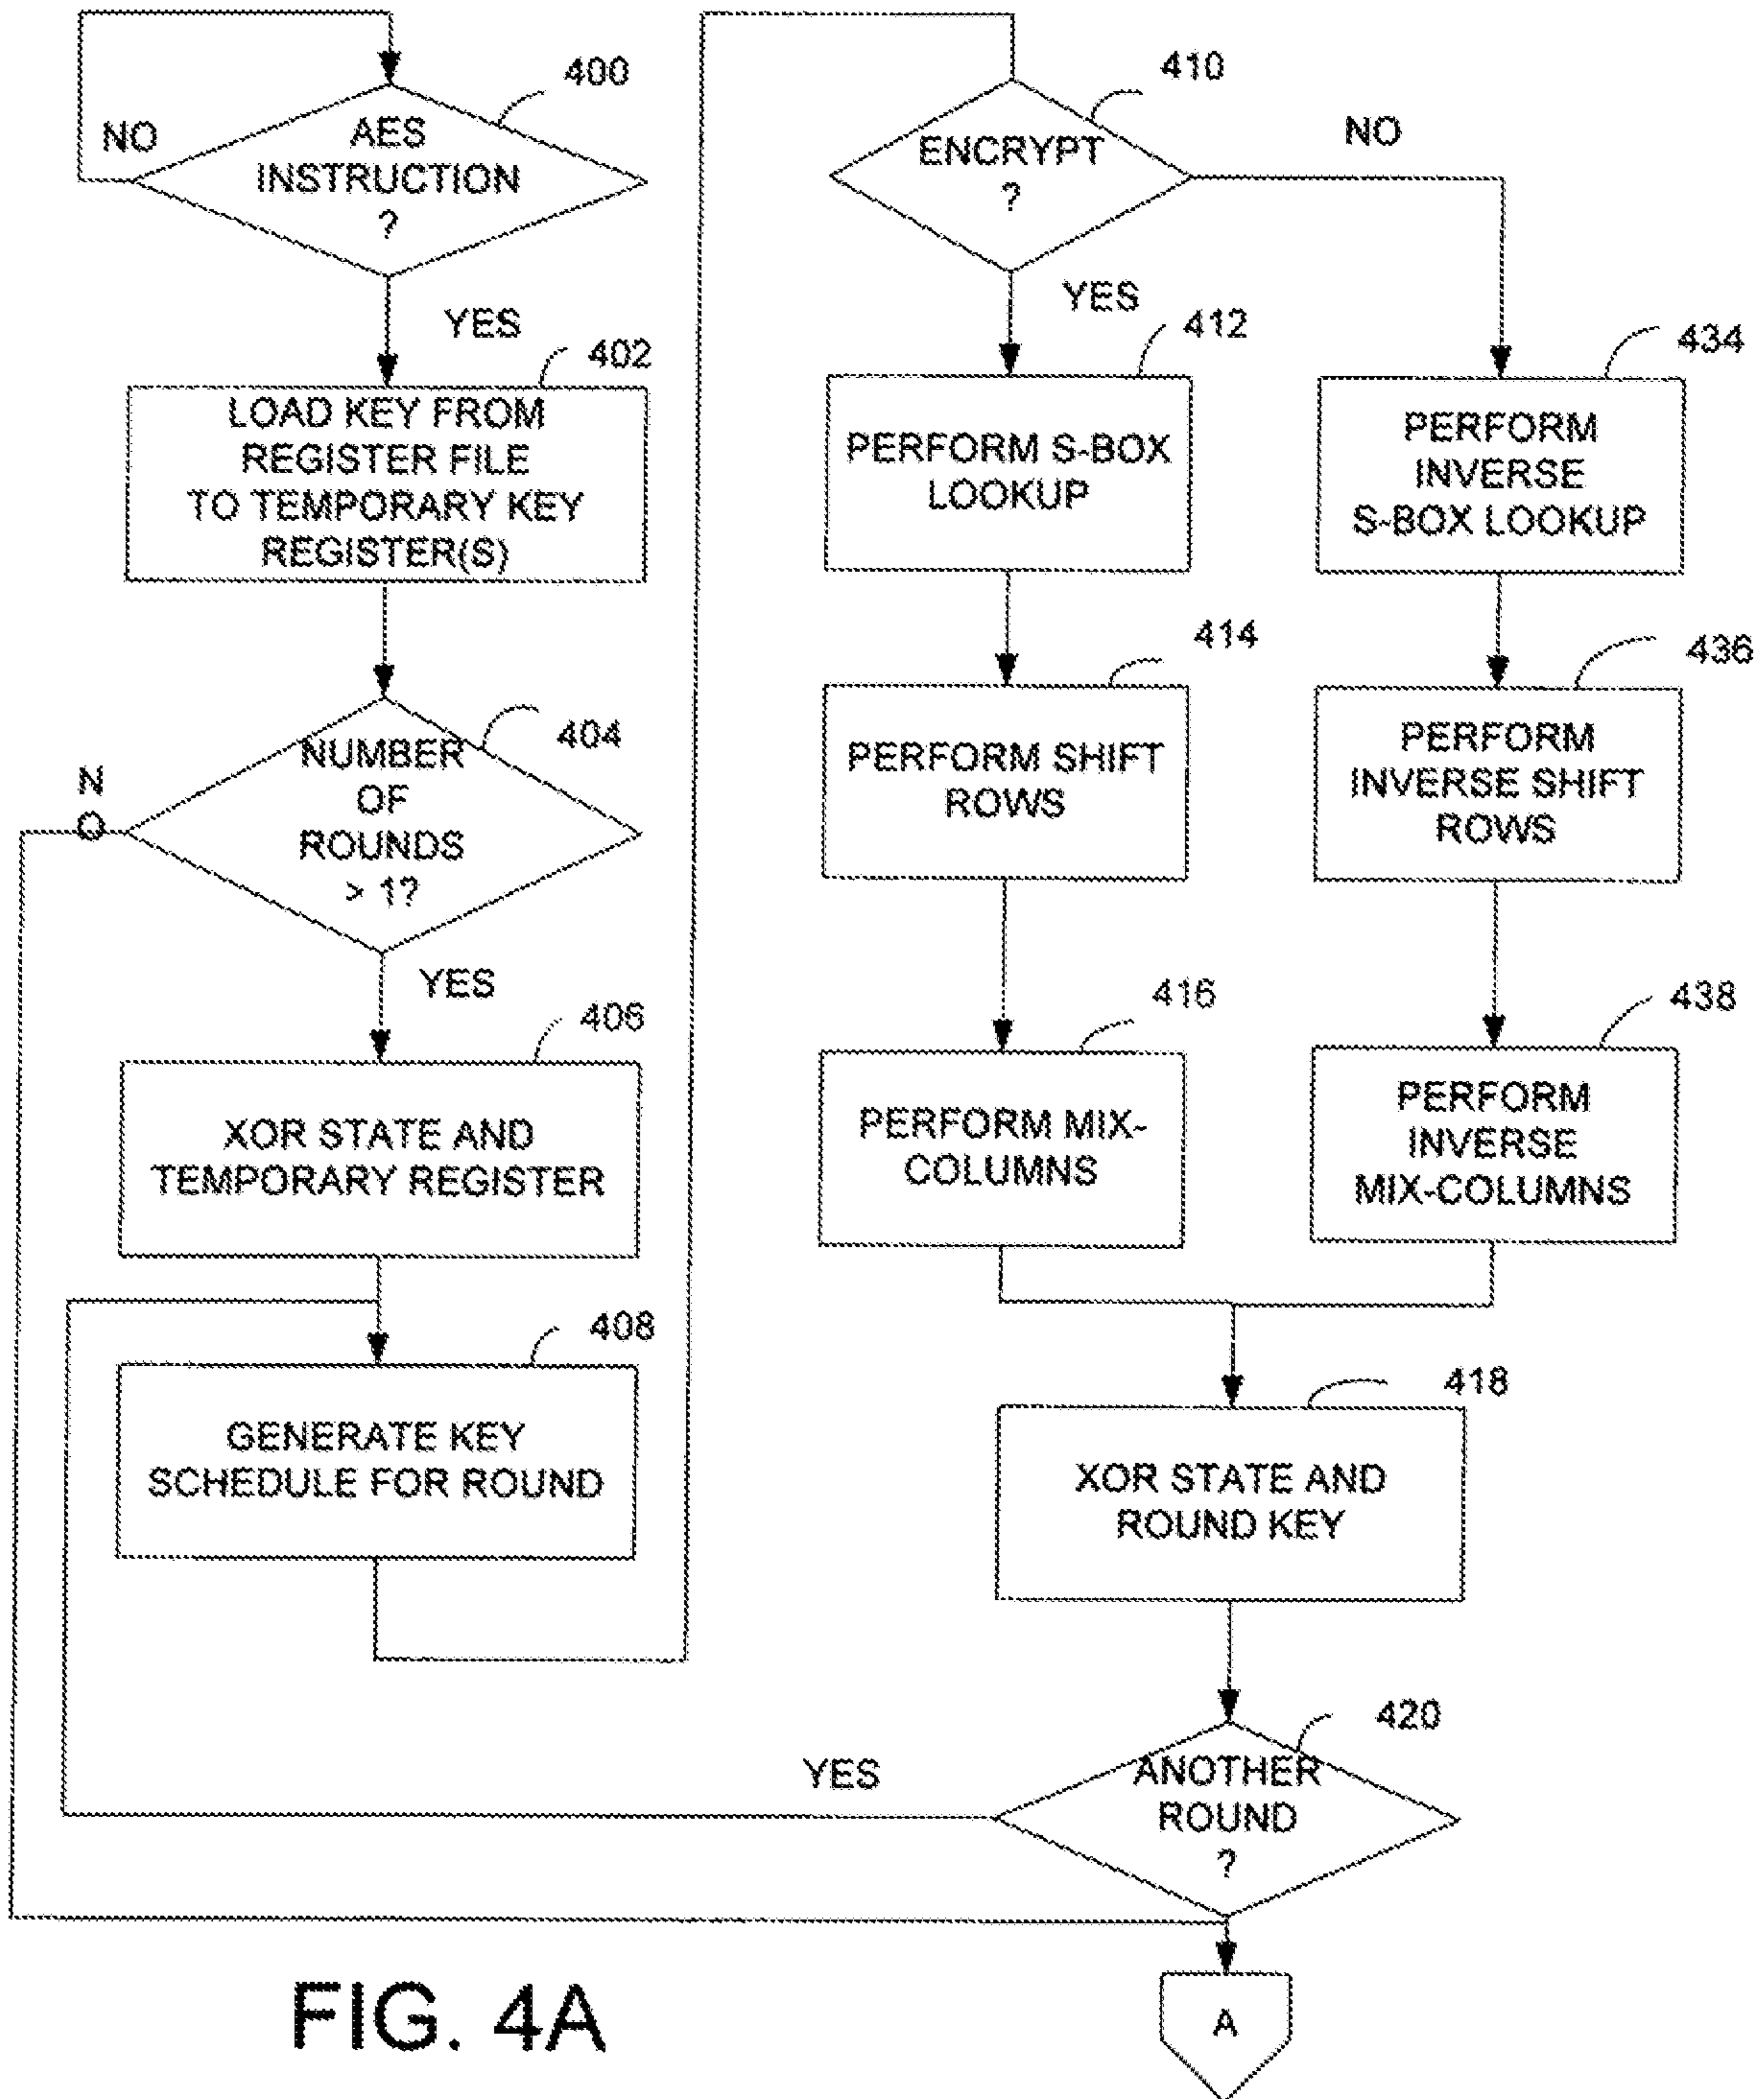 400
AES
INSTRUCTION
?
NO
YES
402
LOAD KEY FROM
REGISTER FILE
TO TEMPORARY KEY
REGISTER(S)
404
NUMBER
OF
ROUNDS
> 1?
N
O
YES
406
XOR STATE AND
TEMPORARY REGISTER
408
GENERATE KEY
SCHEDULE FOR ROUND
410
ENCRYPT
?
NO
YES
412
PERFORM S-BOX
LOOKUP
414
PERFORM SHIFT
ROWS
416
PERFORM MIX-
COLUMNS
434
PERFORM
INVERSE
S-BOX LOOKUP
436
PERFORM
INVERSE SHIFT
ROWS
438
PERFORM
INVERSE
MIX-COLUMNS
418
XOR STATE AND
ROUND KEY
420
ANOTHER
ROUND
?
YES
A
FIG. 4A